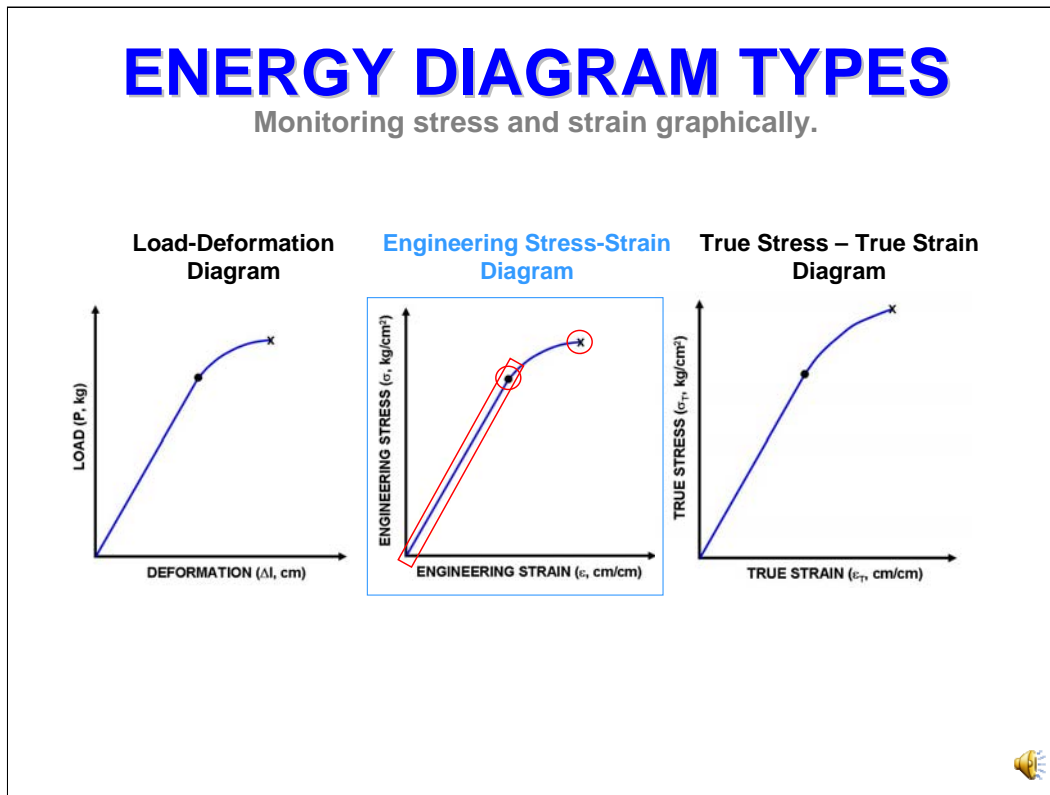 ENERGY DIAGRAM TYPES
Monitoring stress and strain graphically.
Load-Deformation
Diagram
LOAD (P, kg)
x
DEFORMATION (Δl, cm)
Engineering Stress-Strain
Diagram
ENGINEERING STRESS (σ, kg/cm²)
x
ENGINEERING STRAIN (ε, cm/cm)
True Stress – True Strain
Diagram
TRUE STRESS (σT, kg/cm²)
x
TRUE STRAIN (εT, cm/cm)